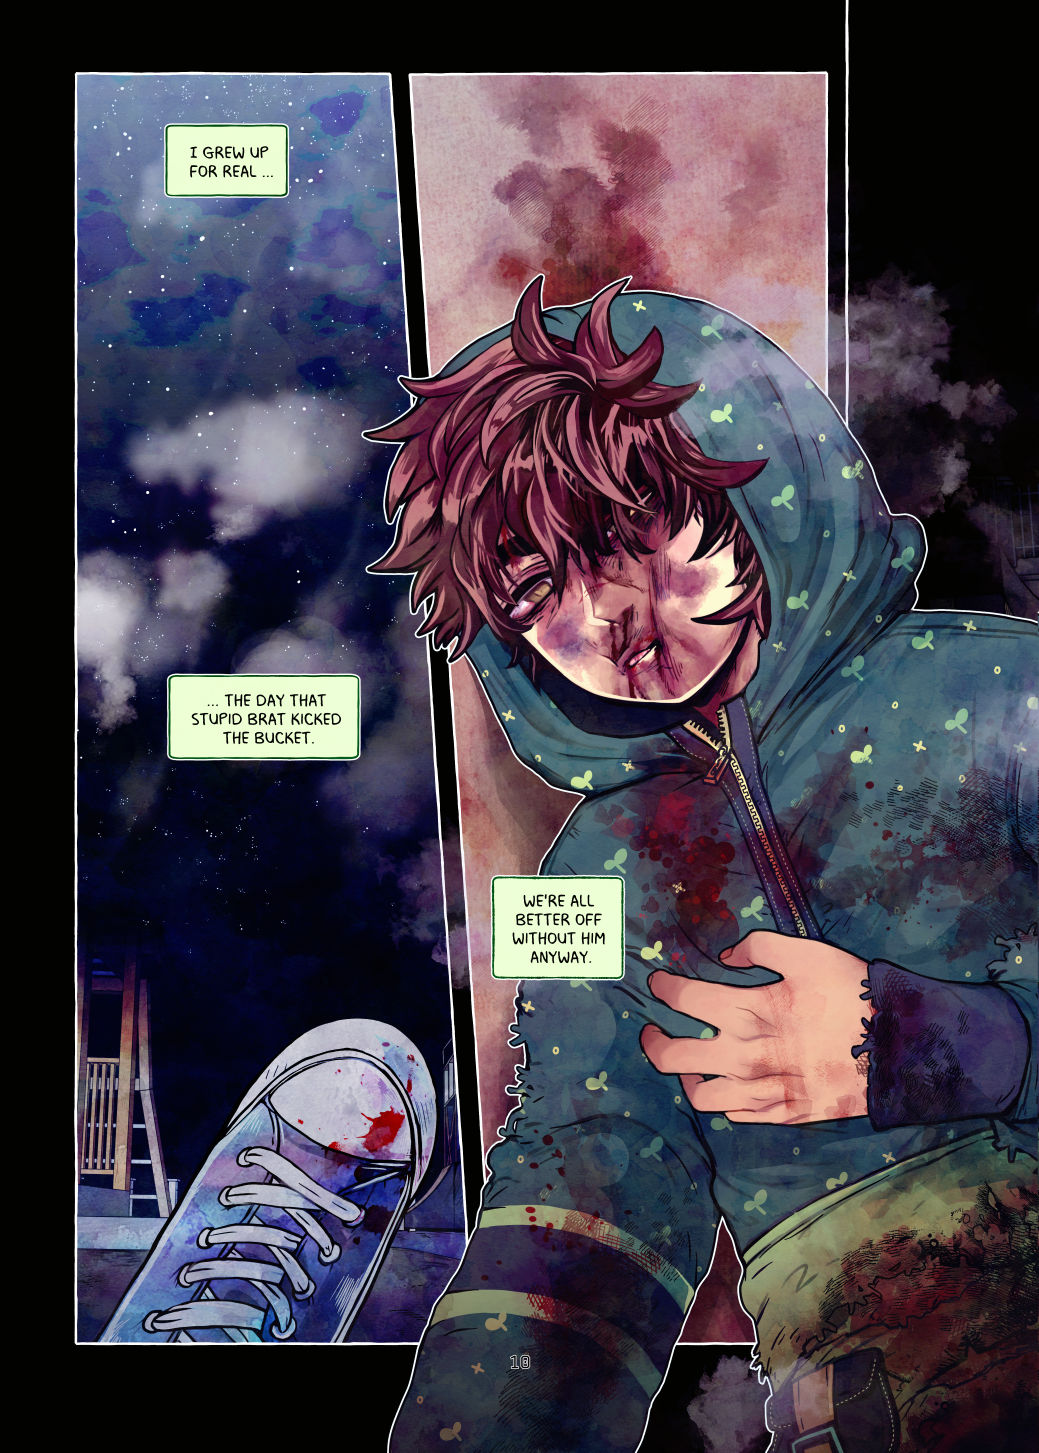 I GREW UP
FOR REAL ...
... THE DAY THAT
STUPID BRAT KICKED
THE BUCKET.
WE'RE ALL
BETTER OFF
WITHOUT HIM
ANYWAY.
10